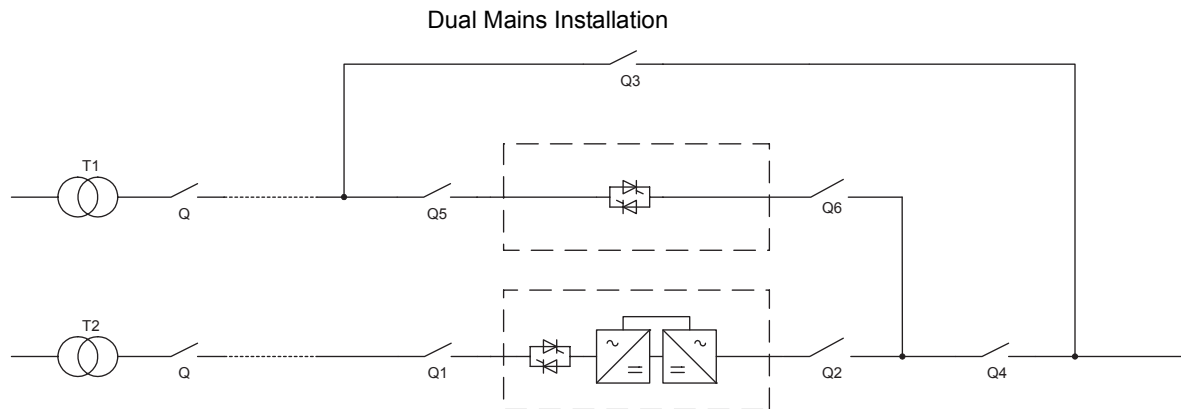 Dual Mains Installation
Q3
T1
Q
Q5
Q6
T2
Q
Q1
Q2
Q4